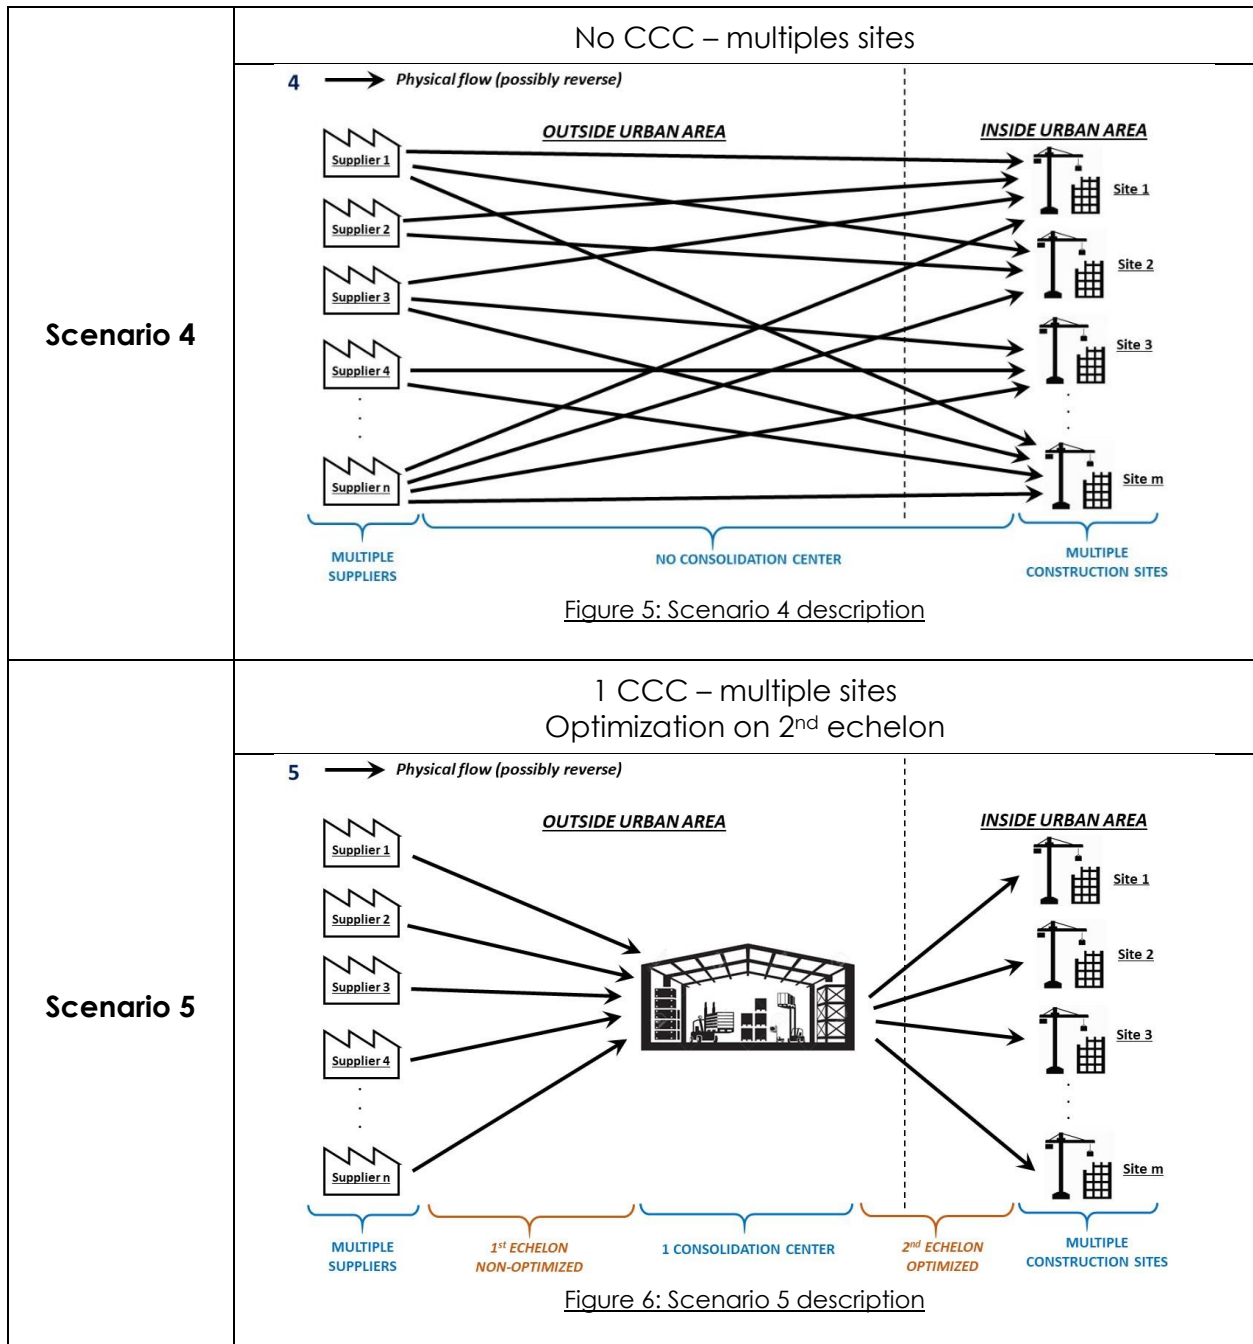 Scenario 4
No CCC – multiples sites
4 Physical flow (possibly reverse)
OUTSIDE URBAN AREA
INSIDE URBAN AREA
Supplier 1
Supplier 2
Supplier 3
Supplier 4
.
.
.
Supplier n
Site 1
Site 2
Site 3
.
.
.
Site m
MULTIPLE
SUPPLIERS
NO CONSOLIDATION CENTER
MULTIPLE
CONSTRUCTION SITES
Figure 5: Scenario 4 description
Scenario 5
1 CCC – multiple sites
Optimization on 2nd echelon
5 Physical flow (possibly reverse)
OUTSIDE URBAN AREA
INSIDE URBAN AREA
Supplier 1
Supplier 2
Supplier 3
Supplier 4
.
.
.
Supplier n
Site 1
Site 2
Site 3
.
.
.
Site m
MULTIPLE
SUPPLIERS
1st ECHELON
NON-OPTIMIZED
1 CONSOLIDATION CENTER
2nd ECHELON
OPTIMIZED
MULTIPLE
CONSTRUCTION SITES
Figure 6: Scenario 5 description